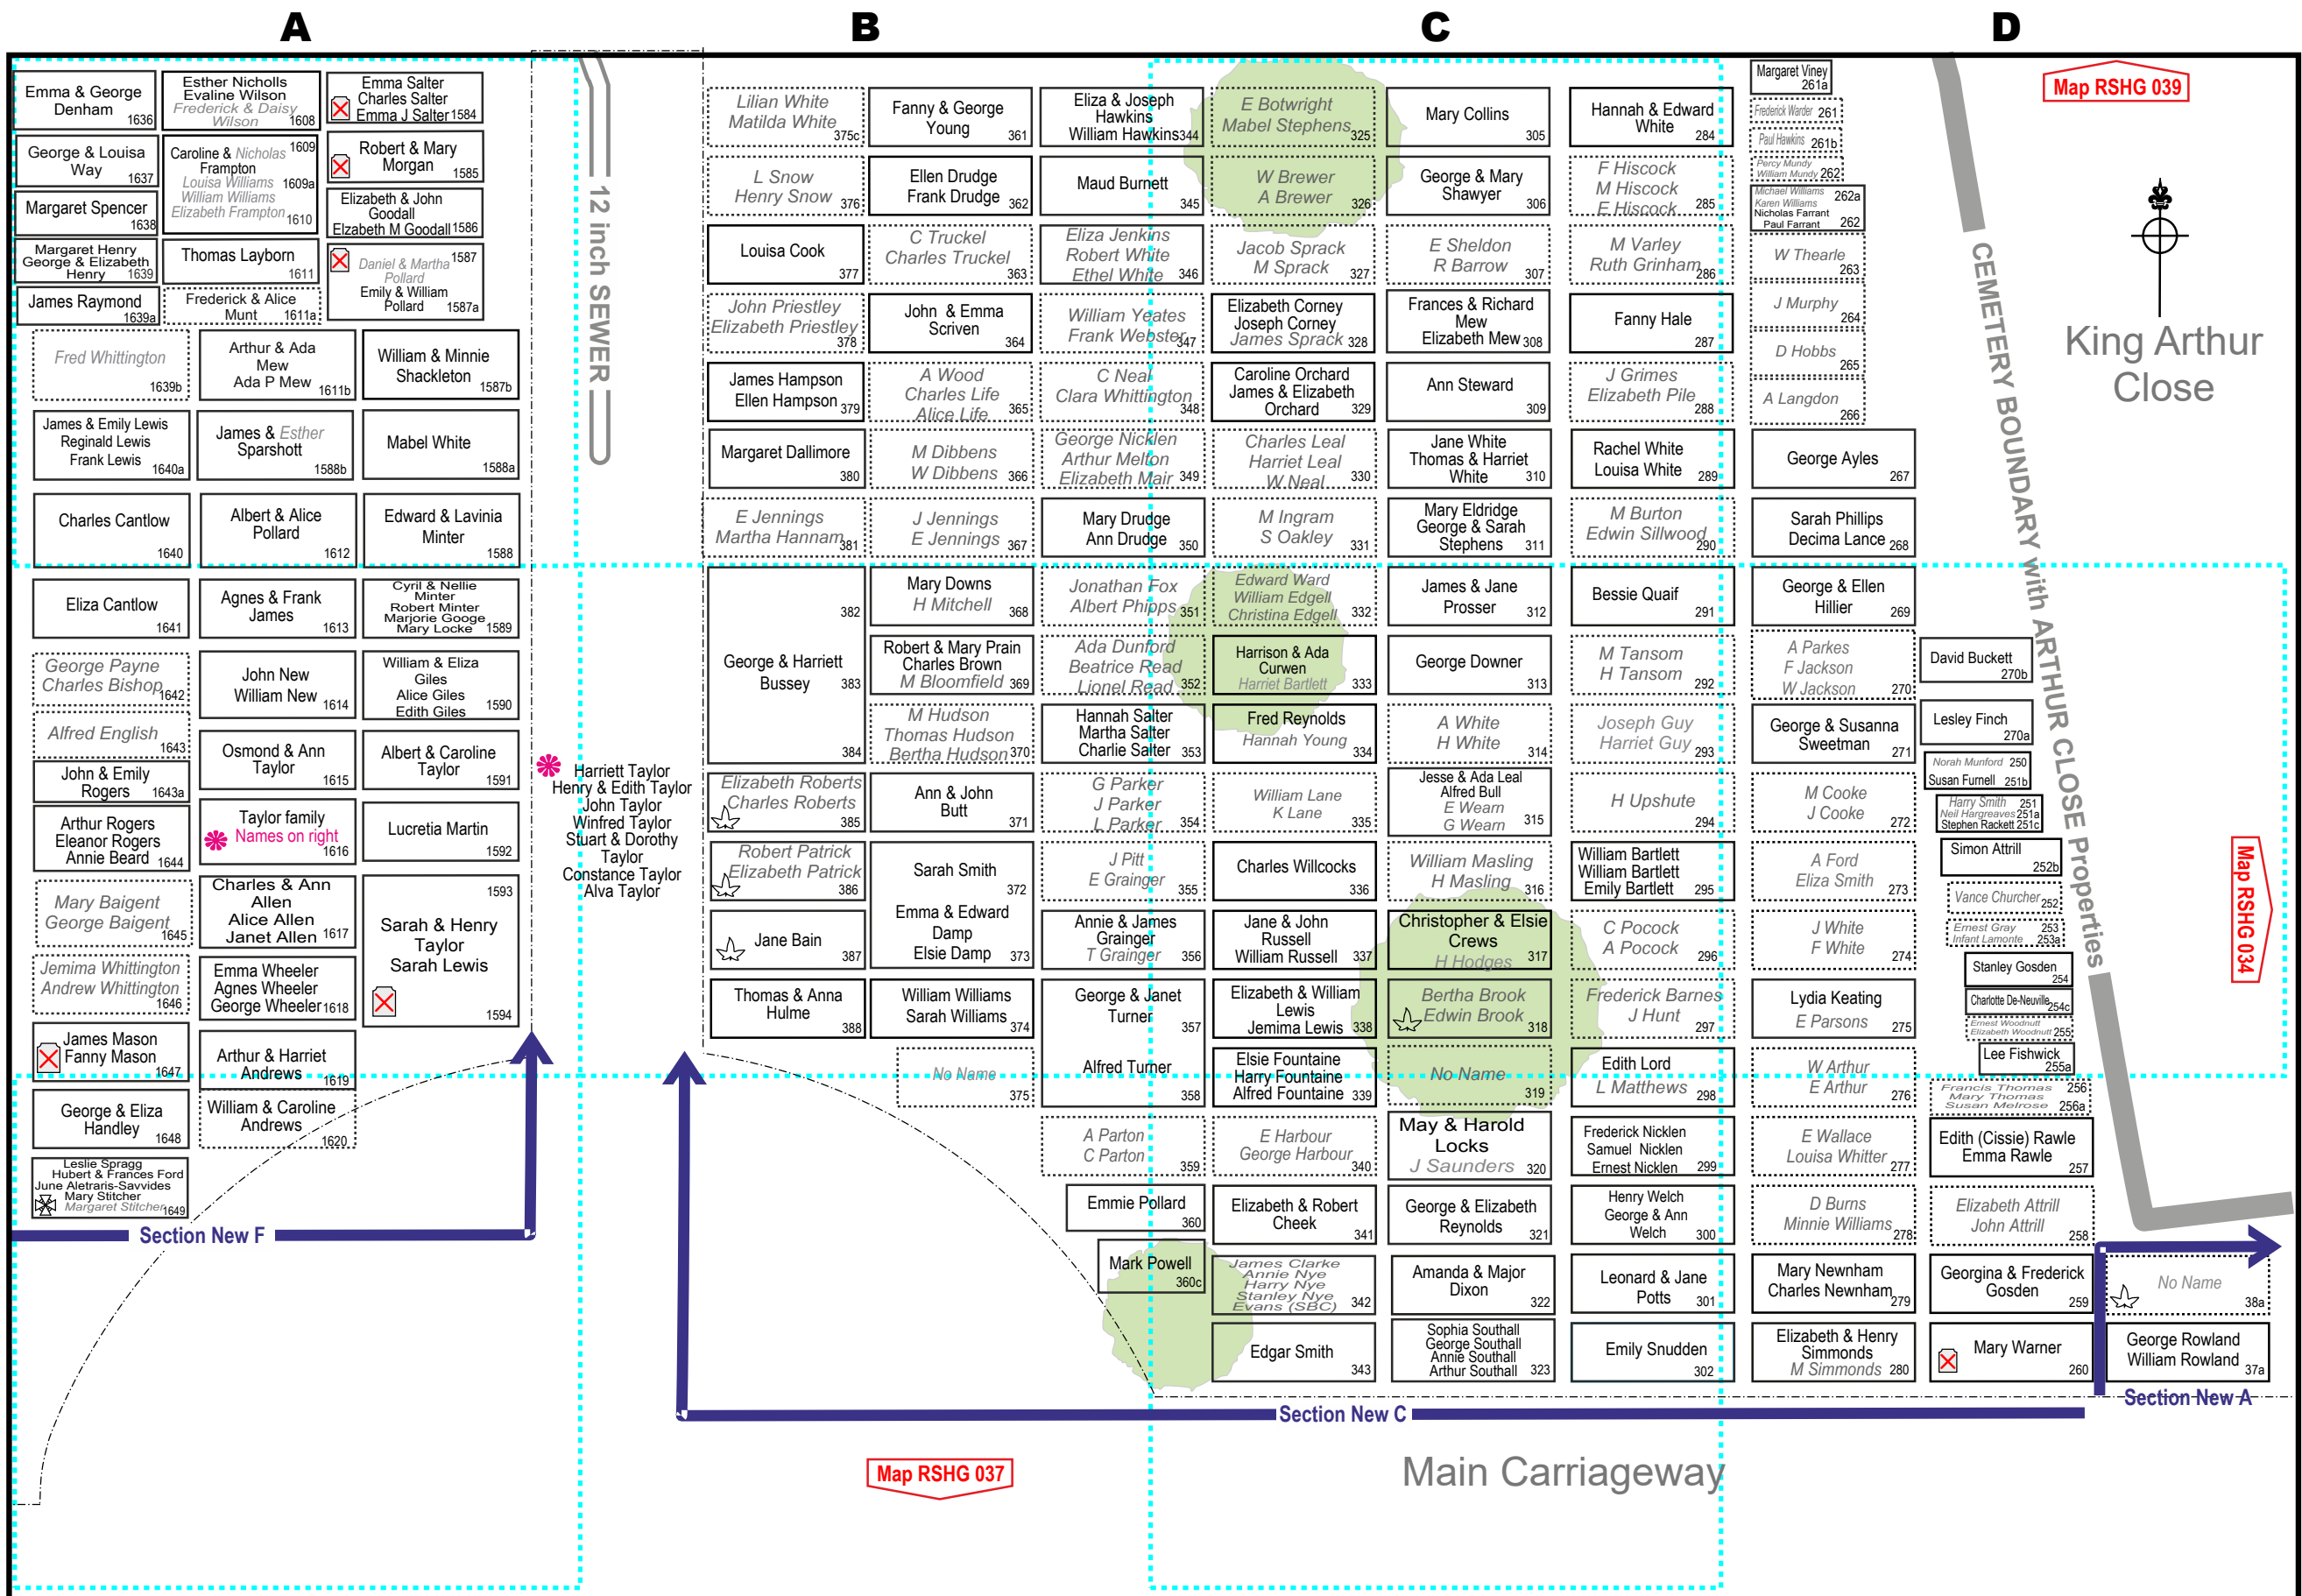 A
B
C
D
Emma & George
Denham
1636
Esther Nicholls
Evaline Wilson
Frederick & Daisy
Wilson 1608
Emma Salter
Charles Salter
Emma J Salter 1584
George & Louisa
Way
1637
Caroline & Nicholas 1609
Frampton
Louisa Williams 1609a
William Williams
Elizabeth Frampton 1610
Robert & Mary
Morgan
1585
Margaret Spencer
1638
Elizabeth & John
Goodall
Elzabeth M Goodall 1586
Margaret Henry
George & Elizabeth
Henry 1639
Thomas Layborn
1611
1587
Daniel & Martha
Pollard
Emily & William
Pollard 1587a
James Raymond
1639a
Frederick & Alice
Munt 1611a
Fred Whittington
1639b
Arthur & Ada
Mew
Ada P Mew
1611b
William & Minnie
Shackleton
1587b
James & Emily Lewis
Reginald Lewis
Frank Lewis
1640a
James & Esther
Sparshott
1588b
Mabel White
1588a
Charles Cantlow
1640
Albert & Alice
Pollard
1612
Edward & Lavinia
Minter
1588
Eliza Cantlow
1641
Agnes & Frank
James
1613
Cyril & Nellie
Minter
Robert Minter
Marjorie Googe
Mary Locke 1589
George Payne
Charles Bishop
1642
John New
William New
1614
William & Eliza
Giles
Alice Giles
Edith Giles
1590
Alfred English
1643
Osmond & Ann
Taylor
1615
Albert & Caroline
Taylor
1591
John & Emily
Rogers 1643a
Arthur Rogers
Eleanor Rogers
Annie Beard 1644
Taylor family
Names on right
1616
Lucretia Martin
1592
Mary Baigent
George Baigent
1645
Charles & Ann
Allen
Alice Allen
Janet Allen 1617
1593
Sarah & Henry
Taylor
Sarah Lewis
1594
Jemima Whittington
Andrew Whittington
1646
Emma Wheeler
Agnes Wheeler
George Wheeler 1618
James Mason
Fanny Mason
1647
Arthur & Harriet
Andrews
1619
George & Eliza
Handley
1648
William & Caroline
Andrews
1620
Leslie Spragg
Hubert & Frances Ford
June Aletraris-Savvides
Mary Stitcher
Margaret Stitcher 1649
Section New F
12 inch SEWER
Harriett Taylor
Henry & Edith Taylor
John Taylor
Winfred Taylor
Stuart & Dorothy
Taylor
Constance Taylor
Alva Taylor
Lilian White
Matilda White
375c
Fanny & George
Young
361
Eliza & Joseph
Hawkins
William Hawkins 344
E Botwright
Mabel Stephens 325
Mary Collins
305
Hannah & Edward
White
284
L Snow
Henry Snow
376
Ellen Drudge
Frank Drudge
362
Maud Burnett
345
W Brewer
A Brewer
326
George & Mary
Shawyer
306
F Hiscock
M Hiscock
E Hiscock 285
Louisa Cook
377
C Truckel
Charles Truckel
363
Eliza Jenkins
Robert White
Ethel White 346
Jacob Sprack
M Sprack
327
E Sheldon
R Barrow
307
M Varley
Ruth Grinham
286
John Priestley
Elizabeth Priestley
378
John & Emma
Scriven
364
William Yeates
Frank Webster 347
Elizabeth Corney
Joseph Corney
James Sprack 328
Frances & Richard
Mew
Elizabeth Mew 308
Fanny Hale
287
James Hampson
Ellen Hampson
379
A Wood
Charles Life
Alice Life 365
C Neal
Clara Whittington
348
Caroline Orchard
James & Elizabeth
Orchard 329
Ann Steward
309
J Grimes
Elizabeth Pile
288
Margaret Dallimore
380
M Dibbens
W Dibbens 366
George Nicklen
Arthur Melton
Elizabeth Mair 349
Charles Leal
Harriet Leal
W Neal 330
Jane White
Thomas & Harriet
White 310
Rachel White
Louisa White
289
E Jennings
Martha Hannam
381
J Jennings
E Jennings
367
Mary Drudge
Ann Drudge
350
M Ingram
S Oakley
331
Mary Eldridge
George & Sarah
Stephens 311
M Burton
Edwin Sillwood
290
382
George & Harriett
Bussey
383
384
Mary Downs
H Mitchell
368
Jonathan Fox
Albert Phipps
351
Edward Ward
William Edgell
Christina Edgell 332
James & Jane
Prosser
312
Bessie Quaif
291
Robert & Mary Prain
Charles Brown
M Bloomfield 369
Ada Dunford
Beatrice Read
Lionel Read 352
Harrison & Ada
Curwen
Harriet Bartlett 333
George Downer
313
M Tansom
H Tansom
292
M Hudson
Thomas Hudson
Bertha Hudson 370
Hannah Salter
Martha Salter
Charlie Salter 353
Fred Reynolds
Hannah Young
334
A White
H White
314
Joseph Guy
Harriet Guy
293
Elizabeth Roberts
Charles Roberts
385
Ann & John
Butt
371
G Parker
J Parker
L Parker 354
William Lane
K Lane
335
Jesse & Ada Leal
Alfred Bull
E Wearn
G Wearn 315
H Upshute
294
Robert Patrick
Elizabeth Patrick
386
Sarah Smith
372
J Pitt
E Grainger
355
Charles Willcocks
336
William Masling
H Masling 316
William Bartlett
William Bartlett
Emily Bartlett 295
Jane Bain
387
Emma & Edward
Damp
Elsie Damp 373
Annie & James
Grainger
T Grainger 356
Jane & John
Russell
William Russell 337
Christopher & Elsie
Crews
H Hodges 317
C Pocock
A Pocock
296
Thomas & Anna
Hulme
388
William Williams
Sarah Williams
374
George & Janet
Turner
357
Elizabeth & William
Lewis
Jemima Lewis 338
Bertha Brook
Edwin Brook
318
Frederick Barnes
J Hunt
297
No Name
375
Alfred Turner
358
Elsie Fountaine
Harry Fountaine
Alfred Fountaine 339
No Name
319
Edith Lord
L Matthews
298
A Parton
C Parton
359
E Harbour
George Harbour
340
May & Harold
Locks
J Saunders 320
Frederick Nicklen
Samuel Nicklen
Ernest Nicklen 299
Emmie Pollard
360
Elizabeth & Robert
Cheek
341
George & Elizabeth
Reynolds
321
Henry Welch
George & Ann
Welch 300
Mark Powell
360c
James Clarke
Annie Nye
Harry Nye
Stanley Nye
Evans (SBC) 342
Amanda & Major
Dixon
322
Leonard & Jane
Potts
301
Edgar Smith
343
Sophia Southall
George Southall
Annie Southall
Arthur Southall 323
Emily Snudden
302
Margaret Viney
261a
Frederick Warder 261
Paul Hawkins 261b
Percy Mundy
William Mundy 262
Michael Williams
Karen Williams 262a
Nicholas Farrant
Paul Farrant 262
W Thearle
263
J Murphy
264
D Hobbs
265
A Langdon
266
George Ayles
267
Sarah Phillips
Decima Lance
268
George & Ellen
Hillier
269
A Parkes
F Jackson
W Jackson 270
David Buckett
270b
George & Susanna
Sweetman
271
Lesley Finch
270a
Norah Munford 250
Susan Furnell 251b
M Cooke
J Cooke
272
Harry Smith 251
Neil Hargreaves 251a
Stephen Rackett 251c
A Ford
Eliza Smith
273
Simon Attrill
252b
Vance Churcher 252
J White
F White
274
Ernest Gray 253
Infant Lamonte 253a
Stanley Gosden
254
Lydia Keating
E Parsons
275
Charlotte De-Neuville 254c
Ernest Woodnutt
Elizabeth Woodnutt 255
Lee Fishwick
255a
W Arthur
E Arthur
276
Francis Thomas 256
Mary Thomas
Susan Melrose 256a
E Wallace
Louisa Whitter
277
Edith (Cissie) Rawle
Emma Rawle
257
D Burns
Minnie Williams
278
Elizabeth Attrill
John Attrill
258
Mary Newnham
Charles Newnham
279
Georgina & Frederick
Gosden
259
No Name
38a
Elizabeth & Henry
Simmonds
M Simmonds 280
Mary Warner
260
George Rowland
William Rowland
37a
Section New A
Section New C
Map RSHG 039
King Arthur
Close
CEMETERY BOUNDARY with ARTHUR CLOSE Properties
Map RSHG 034
Map RSHG 037
Main Carriageway